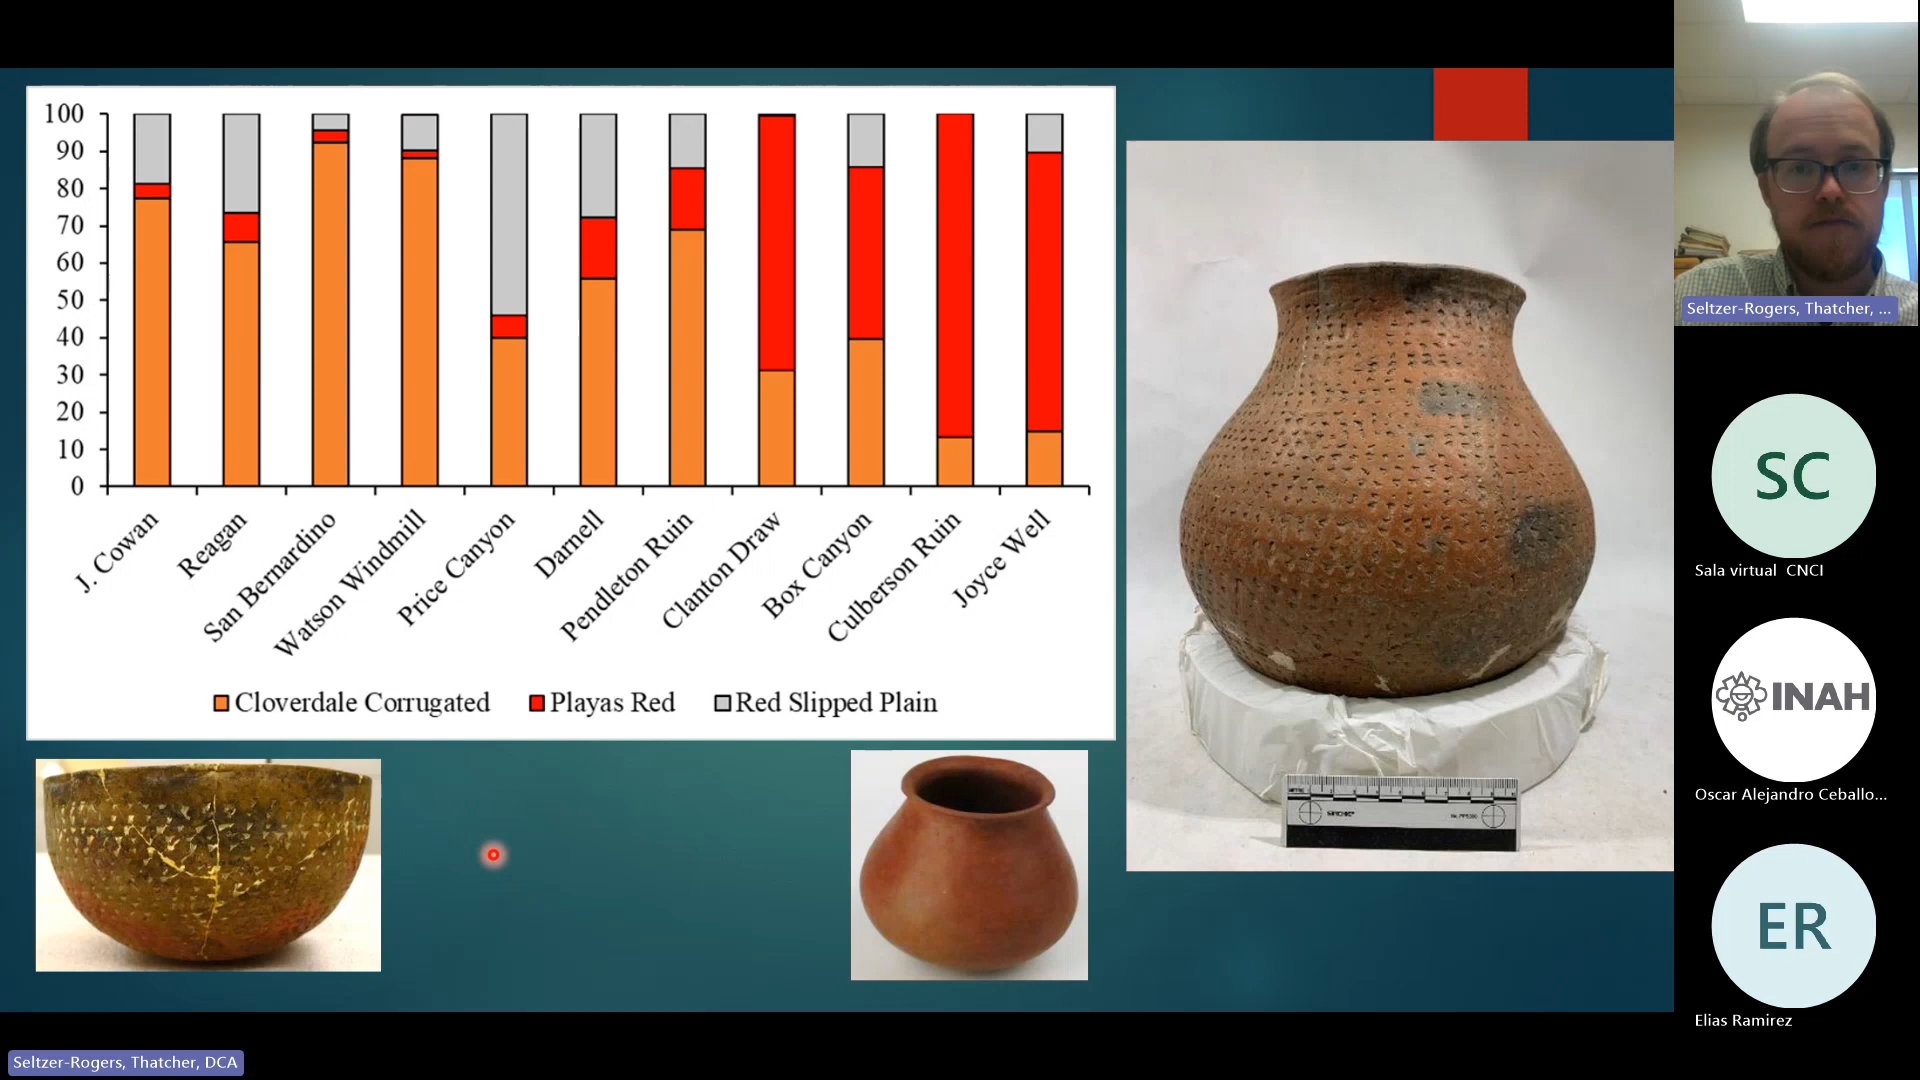 100
90
80
70
60
50
40
30
20
10
0
J. Cowan
Reagan
San Bernardino
Watson Windmill
Price Canyon
Darnell
Pendleton Ruin
Clanton Draw
Box Canyon
Culberson Ruin
Joyce Well
Cloverdale Corrugated
Playas Red
Red Slipped Plain
Seltzer-Rogers, Thatcher, ...
SC
Sala virtual CNCI
INAH
Oscar Alejandro Ceballo...
ER
Elias Ramirez
Seltzer-Rogers, Thatcher, DCA